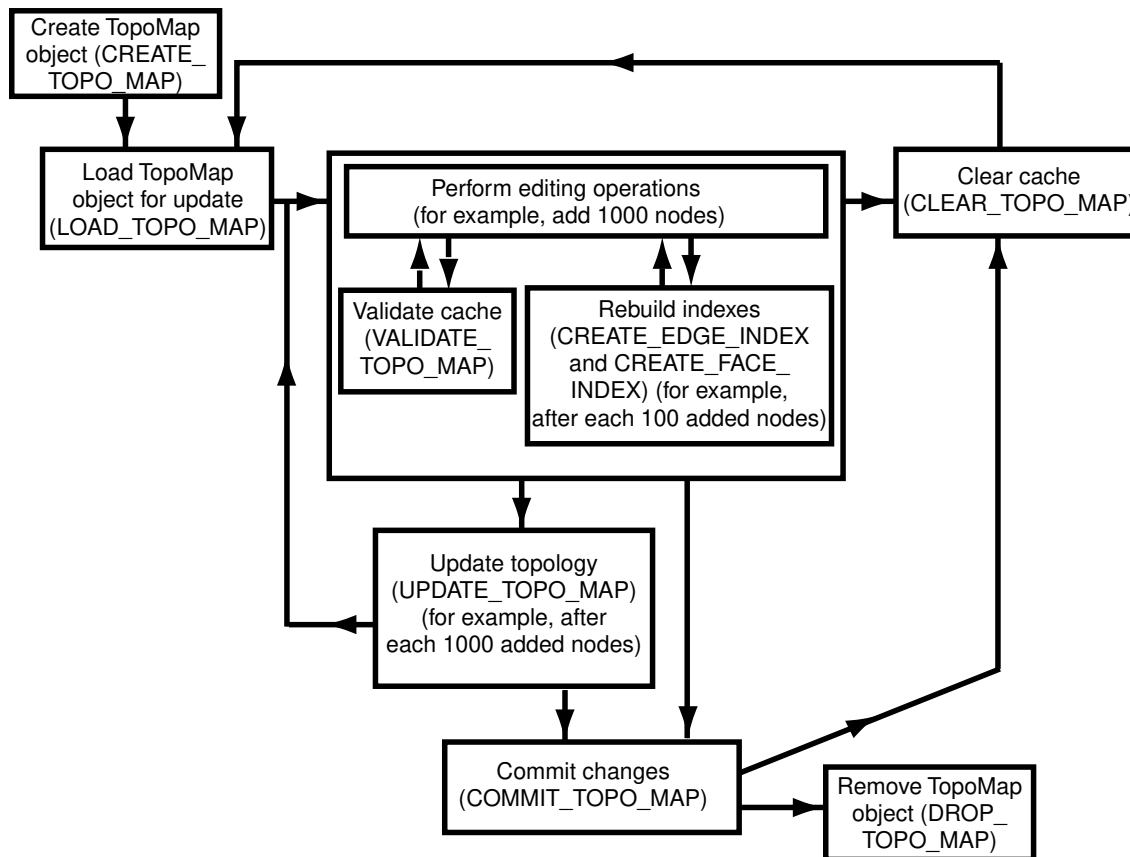 Create TopoMap
object (CREATE_
TOPO_MAP)
Load TopoMap
object for update
(LOAD_TOPO_MAP)
Perform editing operations
(for example, add 1000 nodes)
Clear cache
(CLEAR_TOPO_MAP)
Validate cache
(VALIDATE_
TOPO_MAP)
Rebuild indexes
(CREATE_EDGE_INDEX
and CREATE_FACE_
INDEX) (for example,
after each 100 added nodes)
Update topology
(UPDATE_TOPO_MAP)
(for example, after
each 1000 added nodes)
Commit changes
(COMMIT_TOPO_MAP)
Remove TopoMap
object (DROP_
TOPO_MAP)